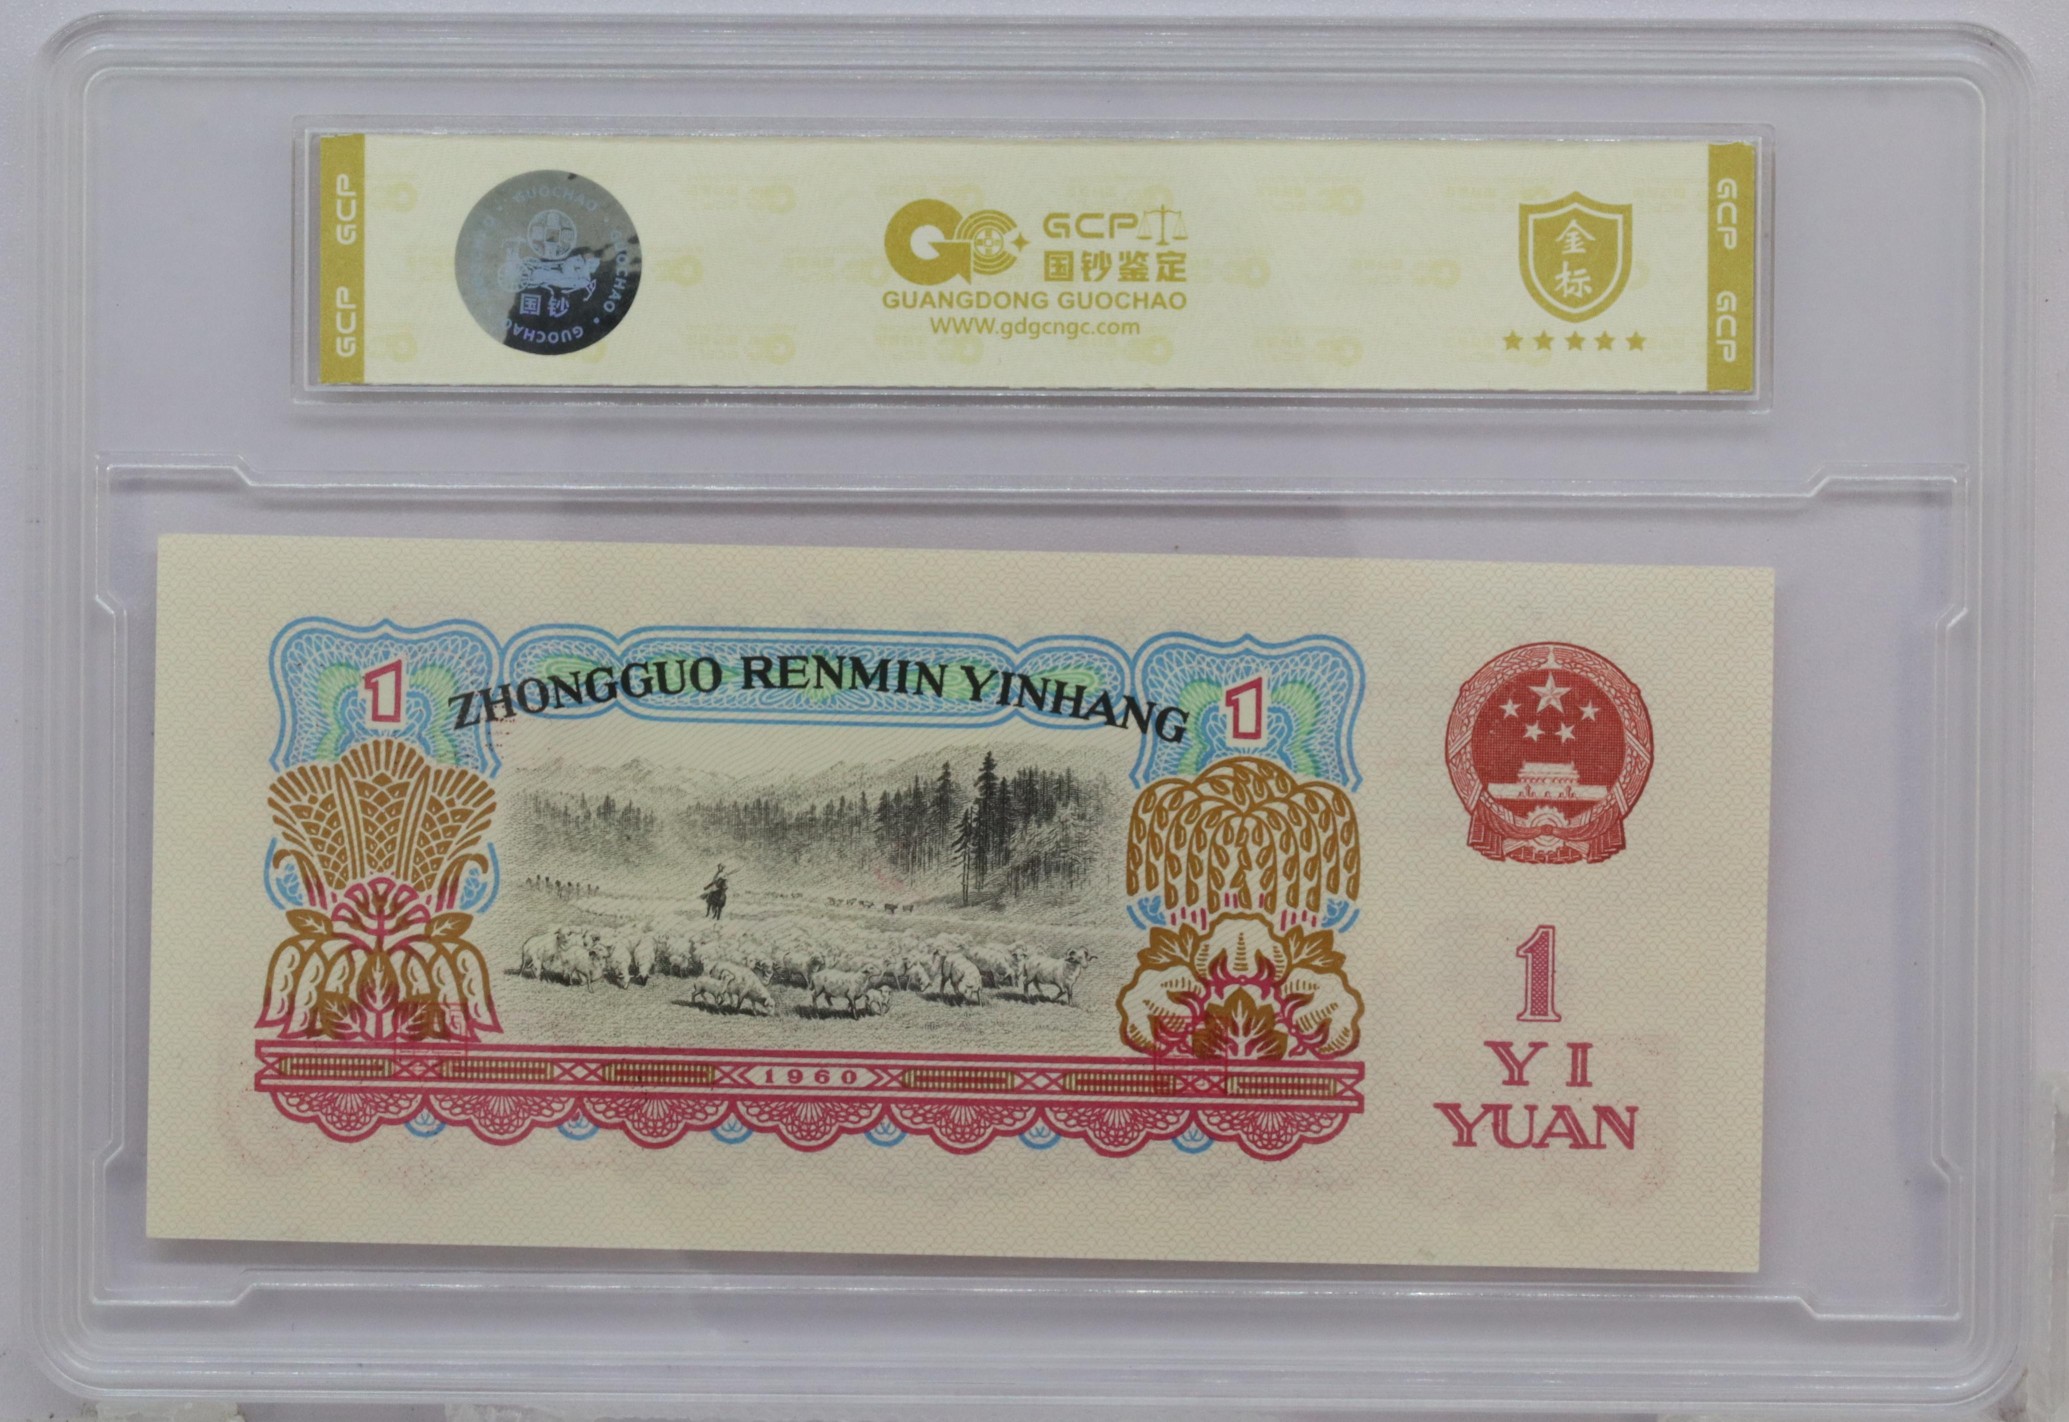 GCP GCP
GUOCHAO · GUOCHAO · GUOCHAO
国钞
GCP
国钞鉴定
GUANGDONG GUOCHAO
WWW.gdgcngc.com
金标
GCP GCP
1 ZHONGGUO RENMIN YINHANG 1
1960
1
YI
YUAN